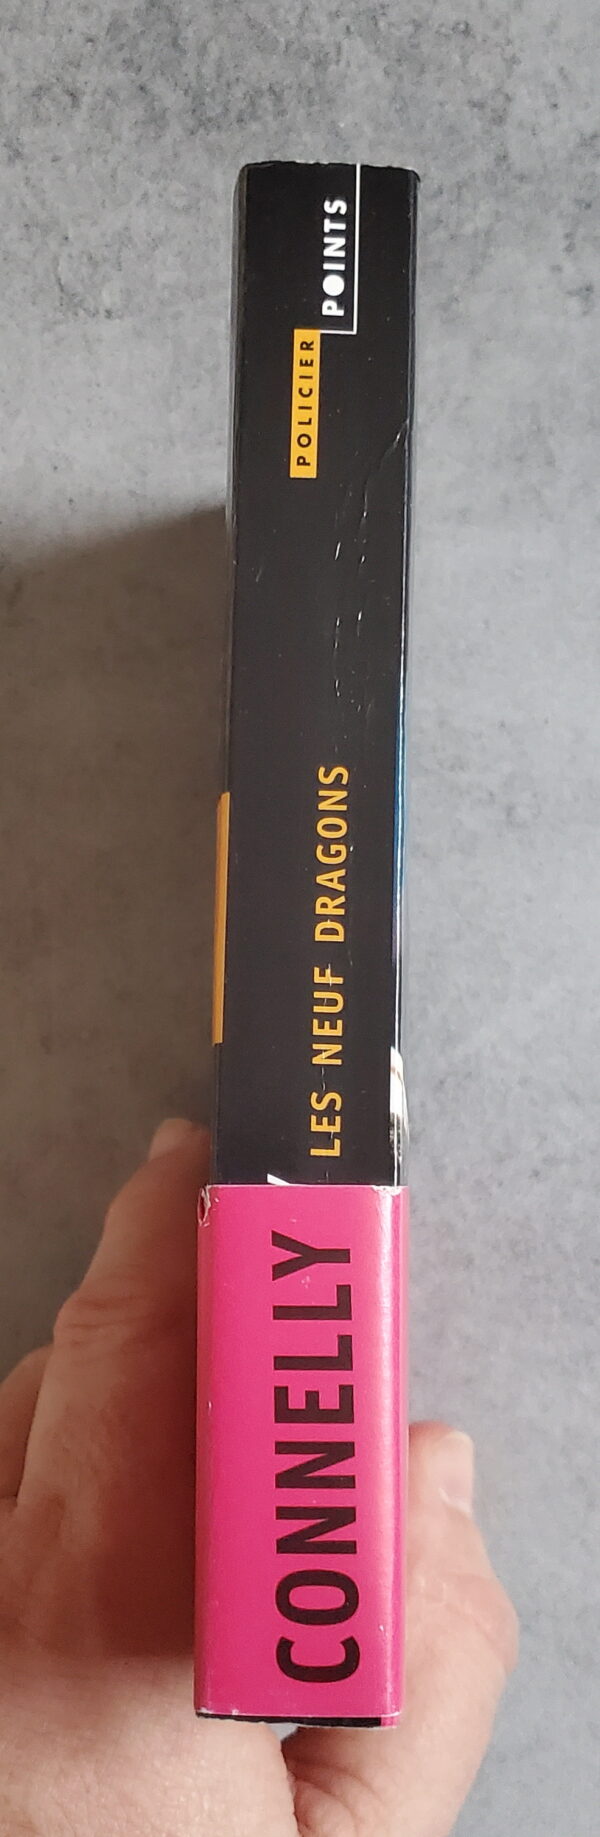 CONNELLY
LES NEUF DRAGONS
POLICIER
POINTS